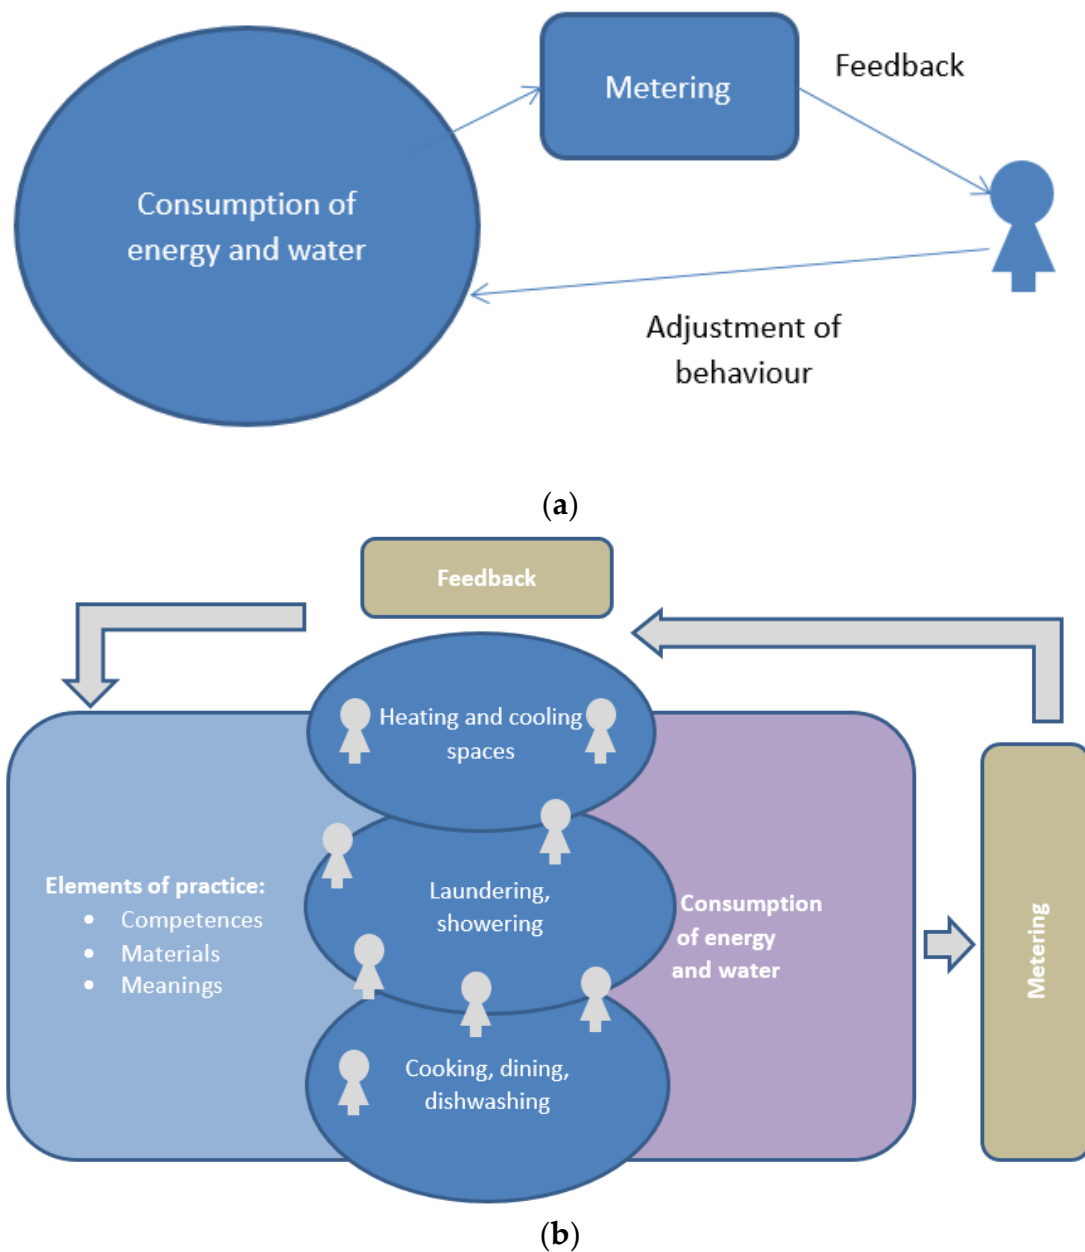 Metering
Feedback
Consumption of
energy and water
Adjustment of
behaviour
(a)
Feedback
Heating and cooling
spaces
Laundering,
showering
Elements of practice:
• Competences
• Materials
• Meanings
Consumption
of energy
and water
Metering
Cooking, dining,
dishwashing
(b)